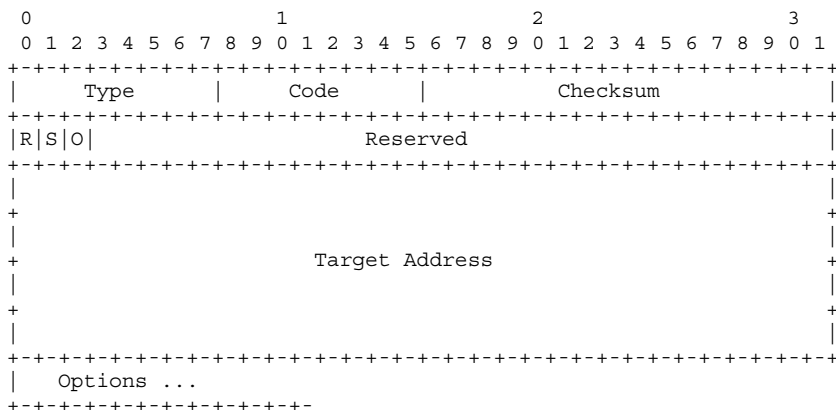 0                   1                   2                   3
0 1 2 3 4 5 6 7 8 9 0 1 2 3 4 5 6 7 8 9 0 1 2 3 4 5 6 7 8 9 0 1
+-+-+-+-+-+-+-+-+-+-+-+-+-+-+-+-+-+-+-+-+-+-+-+-+-+-+-+-+-+-+-+-+
|     Type      |     Code      |          Checksum             |
+-+-+-+-+-+-+-+-+-+-+-+-+-+-+-+-+-+-+-+-+-+-+-+-+-+-+-+-+-+-+-+-+
|R|S|O|                     Reserved                            |
+-+-+-+-+-+-+-+-+-+-+-+-+-+-+-+-+-+-+-+-+-+-+-+-+-+-+-+-+-+-+-+-+
|                                                               |
+                                                               +
|                                                               |
+                       Target Address                          +
|                                                               |
+                                                               +
|                                                               |
+-+-+-+-+-+-+-+-+-+-+-+-+-+-+-+-+-+-+-+-+-+-+-+-+-+-+-+-+-+-+-+-+
|   Options ...
+-+-+-+-+-+-+-+-+-+-+-+-